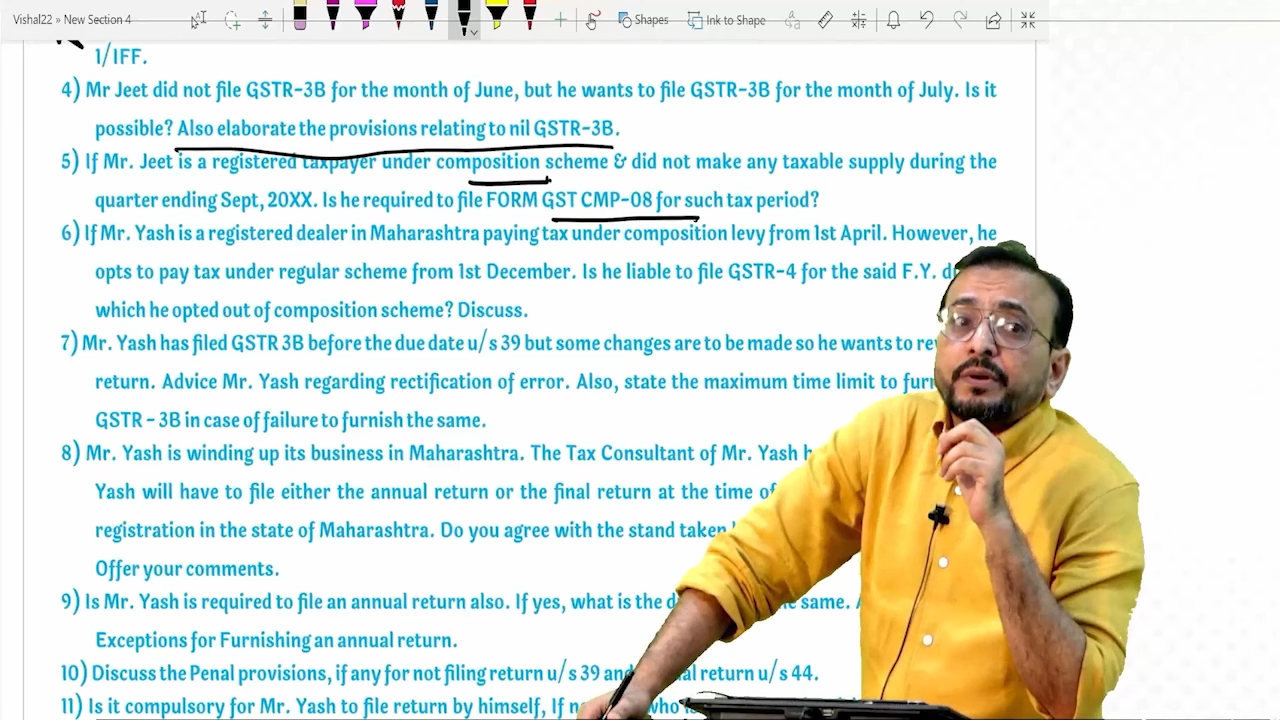 Vishal22 » New Section 4
Shapes
Ink to Shape
1/IFF.
4) Mr Jeet did not file GSTR-3B for the month of June, but he wants to file GSTR-3B for the month of July. Is it
possible? Also elaborate the provisions relating to nil GSTR-3B.
5) If Mr. Jeet is a registered taxpayer under composition scheme & did not make any taxable supply during the
quarter ending Sept, 20XX. Is he required to file FORM GST CMP-08 for such tax period?
6) If Mr. Yash is a registered dealer in Maharashtra paying tax under composition levy from 1st April. However, he
opts to pay tax under regular scheme from 1st December. Is he liable to file GSTR-4 for the said F.Y.
which he opted out of composition scheme? Discuss.
7) Mr. Yash has filed GSTR 3B before the due date u/s 39 but some changes are to be made so he wants to
return. Advice Mr. Yash regarding rectification of error. Also, state the maximum time limit to
GSTR - 3B in case of failure to furnish the same.
8) Mr. Yash is winding up its business in Maharashtra. The Tax Consultant of Mr. Yash
Yash will have to file either the annual return or the final return at the time of
registration in the state of Maharashtra. Do you agree with the stand taken
Offer your comments.
9) Is Mr. Yash is required to file an annual return also. If yes, what is the same.
Exceptions for Furnishing an annual return.
10) Discuss the Penal provisions, if any for not filing return u/s 39 and return u/s 44.
11) Is it compulsory for Mr. Yash to file return by himself, If